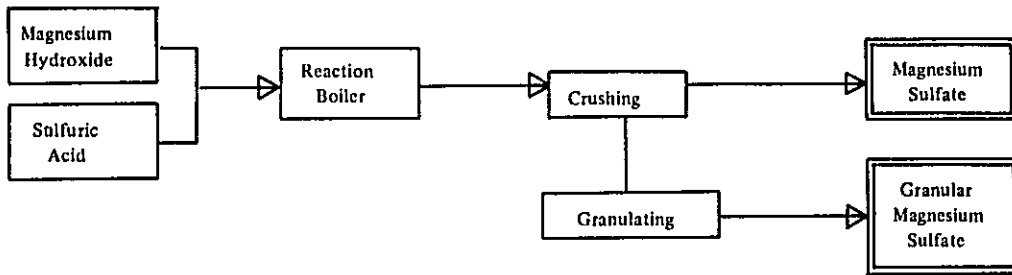 Magnesium
Hydroxide
Sulfuric
Acid
Reaction
Boiler
Crushing
Granulating
Magnesium
Sulfate
Granular
Magnesium
Sulfate